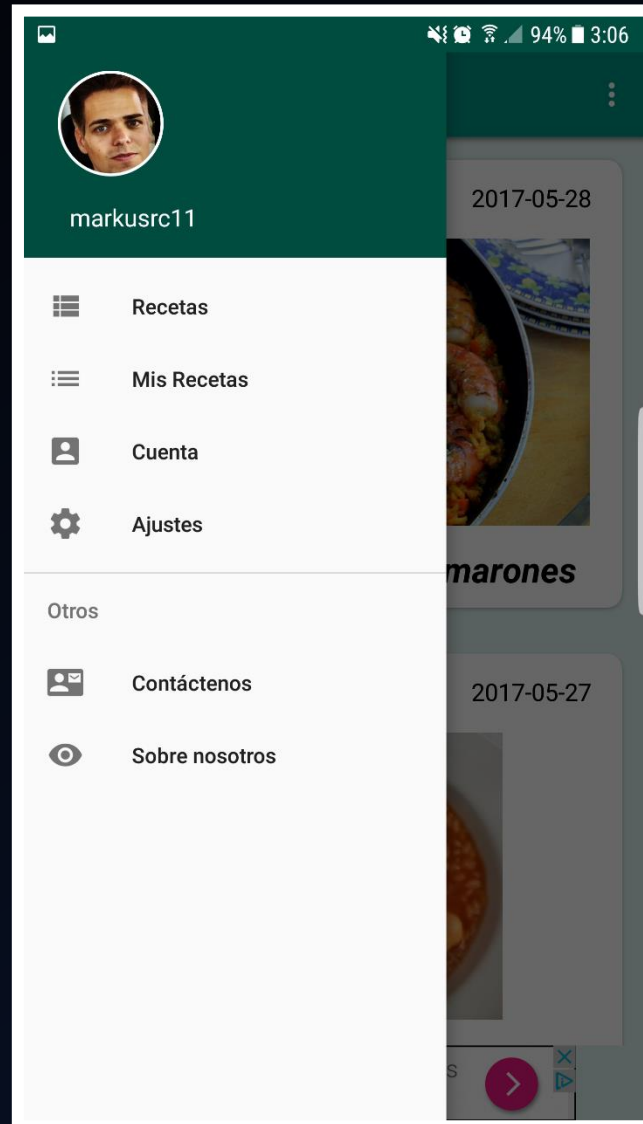 94% 3:06
markusrc11
2017-05-28
Recetas
Mis Recetas
Cuenta
Ajustes
marones
Otros
Contáctenos
2017-05-27
Sobre nosotros
s